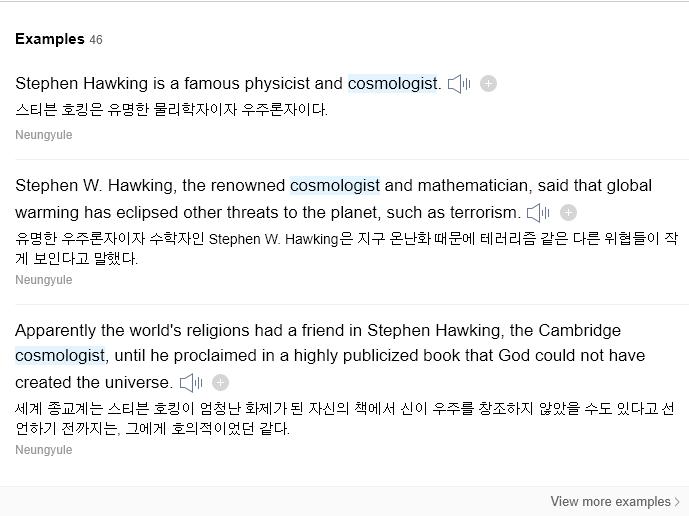 Examples 46
Stephen Hawking is a famous physicist and cosmologist.
스티븐 호킹은 유명한 물리학자이자 우주론자이다.
Neungyule
Stephen W. Hawking, the renowned cosmologist and mathematician, said that global
warming has eclipsed other threats to the planet, such as terrorism.
유명한 우주론자이자 수학자인 Stephen W. Hawking은 지구 온난화 때문에 테러리즘 같은 다른 위협들이 작
게 보인다고 말했다.
Neungyule
Apparently the world's religions had a friend in Stephen Hawking, the Cambridge
cosmologist, until he proclaimed in a highly publicized book that God could not have
created the universe.
세계 종교계는 스티븐 호킹이 엄청난 화제가 된 자신의 책에서 신이 우주를 창조하지 않았을 수도 있다고 선
언하기 전까지는, 그에게 호의적이었던 같다.
Neungyule
View more examples